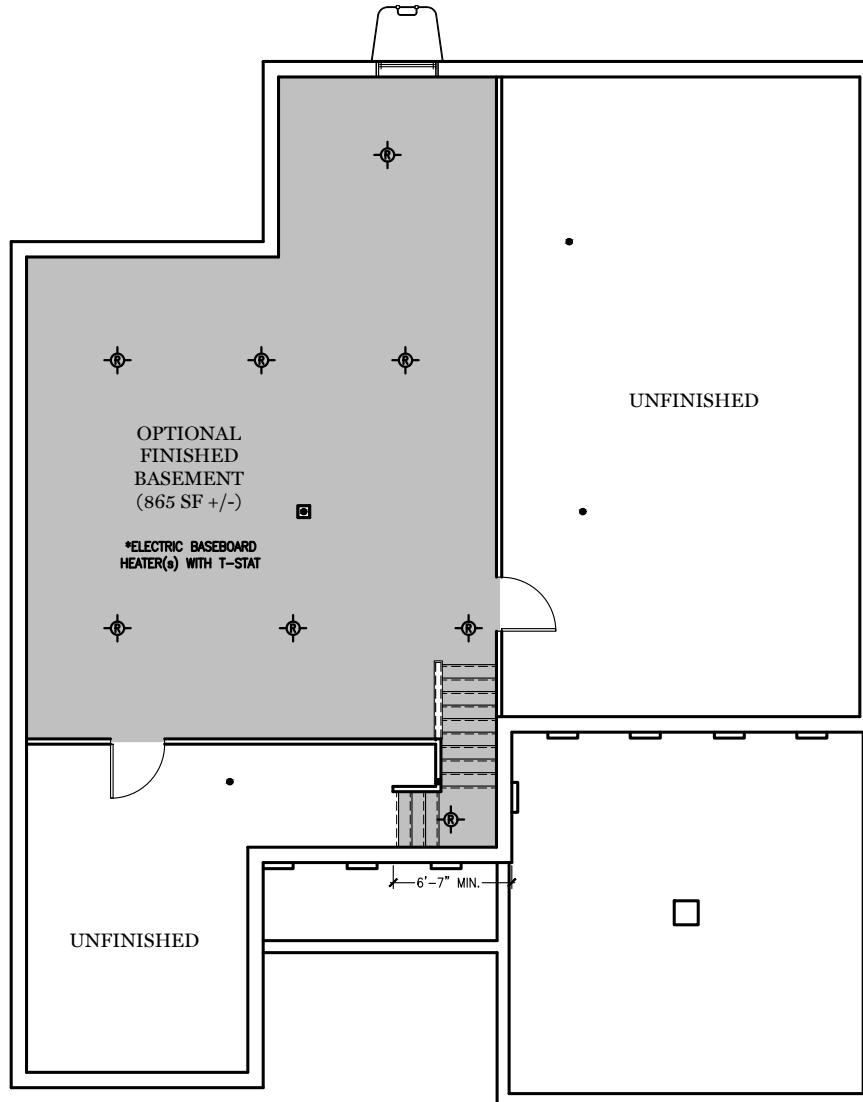 R
R
R
R
UNFINISHED
OPTIONAL
FINISHED
BASEMENT
(865 SF +/-)
*ELECTRIC BASEBOARD
HEATER(s) WITH T-STAT
R
R
R
R
6'-7" MIN.
UNFINISHED